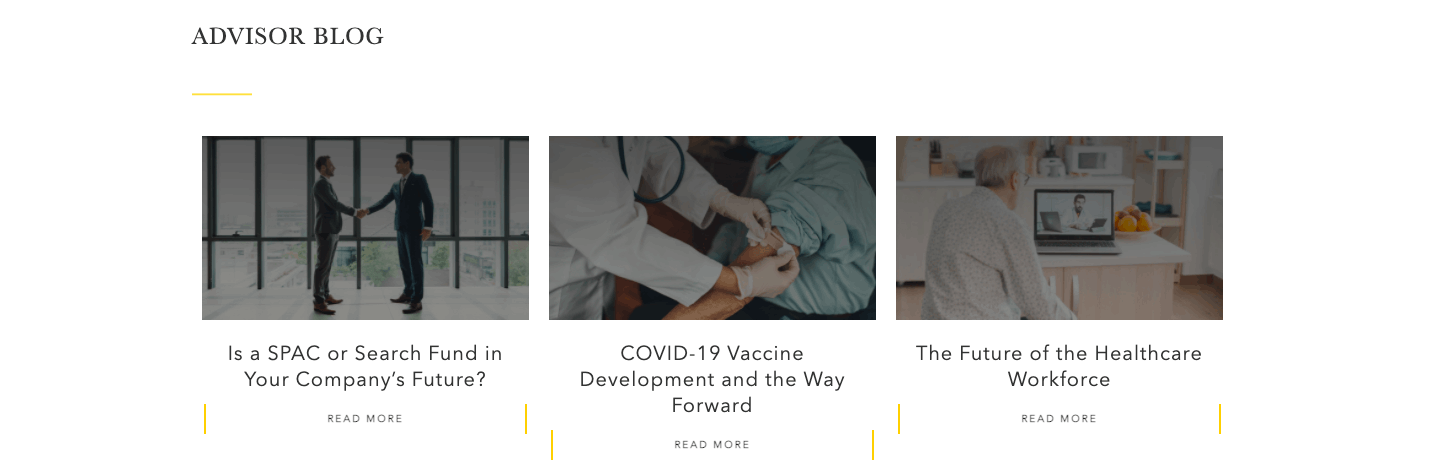 ADVISOR BLOG
Is a SPAC or Search Fund in
Your Company’s Future?
READ MORE
COVID-19 Vaccine
Development and the Way
Forward
READ MORE
The Future of the Healthcare
Workforce
READ MORE